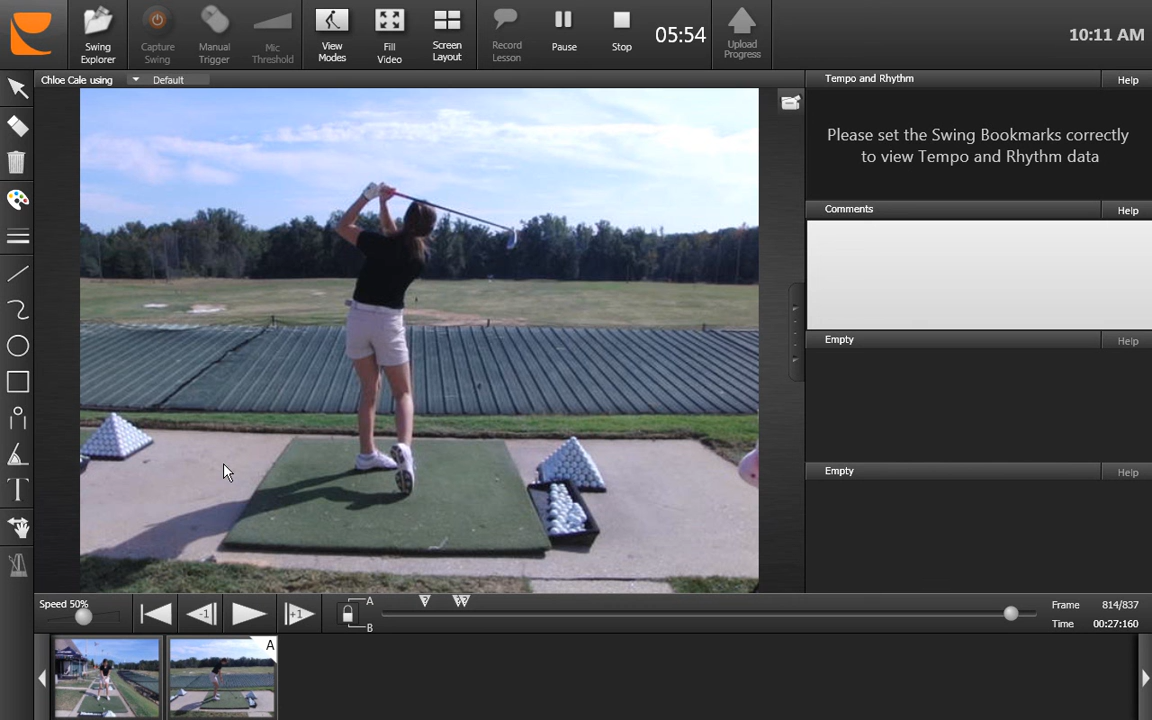 Swing
Explorer
Capture
Swing
Manual
Trigger
Mic
Threshold
View
Modes
Fill
Video
Screen
Layout
Record
Lesson
Pause
Stop
05:54
Upload
Progress
10:11 AM
Chloe Cale using
Default
Tempo and Rhythm
Help
Please set the Swing Bookmarks correctly
to view Tempo and Rhythm data
Comments
Help
Empty
Help
Empty
Help
T
Speed 50%
-1
+1
A
B
Frame 814/837
Time 00:27:160
A